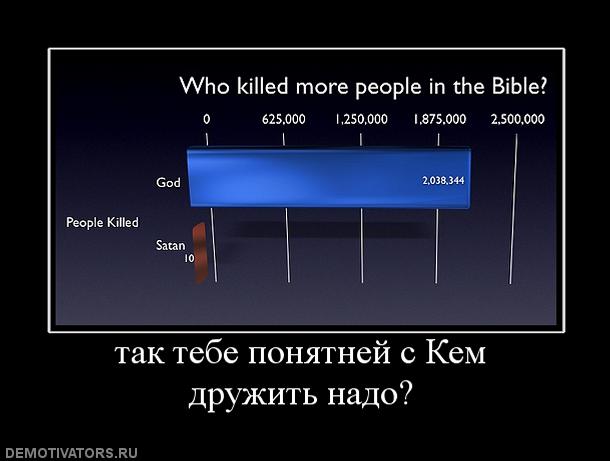 Who killed more people in the Bible?
0 625,000 1,250,000 1,875,000 2,500,000
God 2,038,344
People Killed
Satan
10
так тебе понятней с Кем
дружить надо?
DEMOTIVATORS.RU